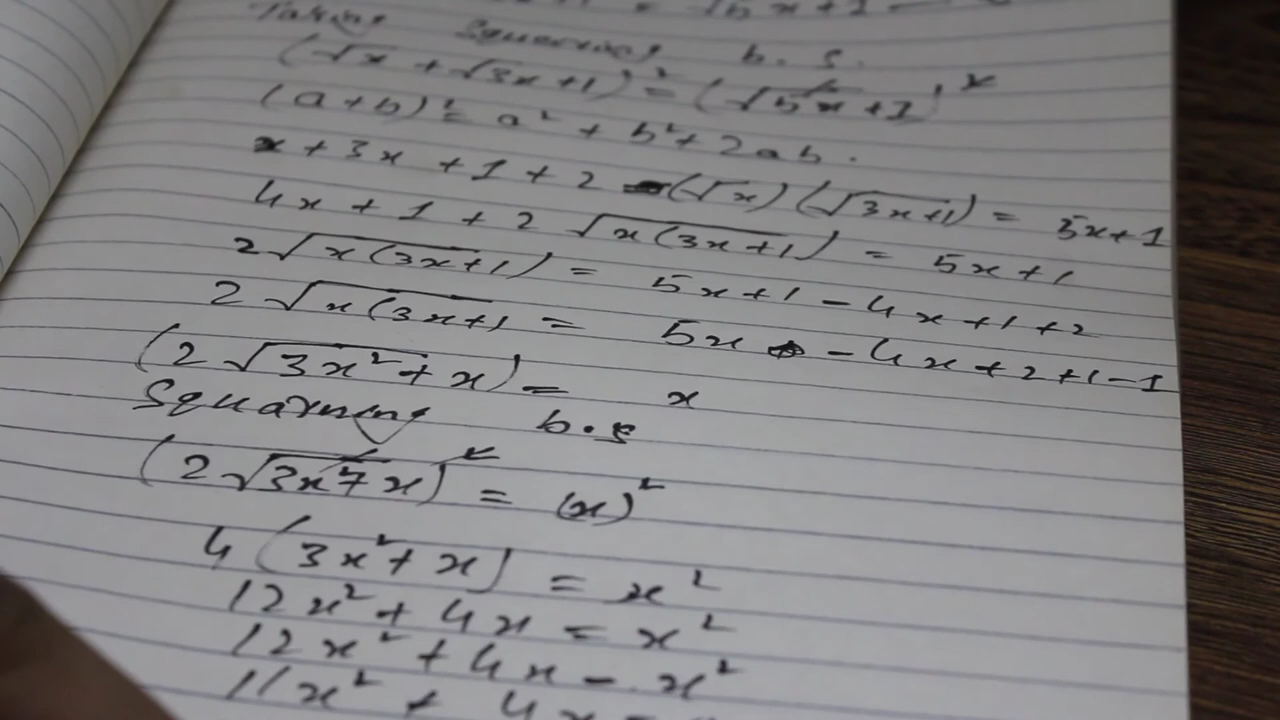 = √5x+1
Taking Squaring b.s.
(√x + √3x+1)² = (√5x+1)²
(a+b)² = a² + b² + 2ab.
x + 3x + 1 + 2 (√x) (√3x+1) = 5x+1
4x + 1 + 2 √x(3x+1) = 5x+1
2√x(3x+1) = 5x+1 - 4x+1+2
2 √x(3x+1 = 5x - 4x+2+1-1
(2√3x²+x) = x
Squarning b.s
(2√3x²+x)² = (x)²
4(3x²+x) = x²
12x² + 4x = x²
12x² + 4x - x²
11x² + 4x =